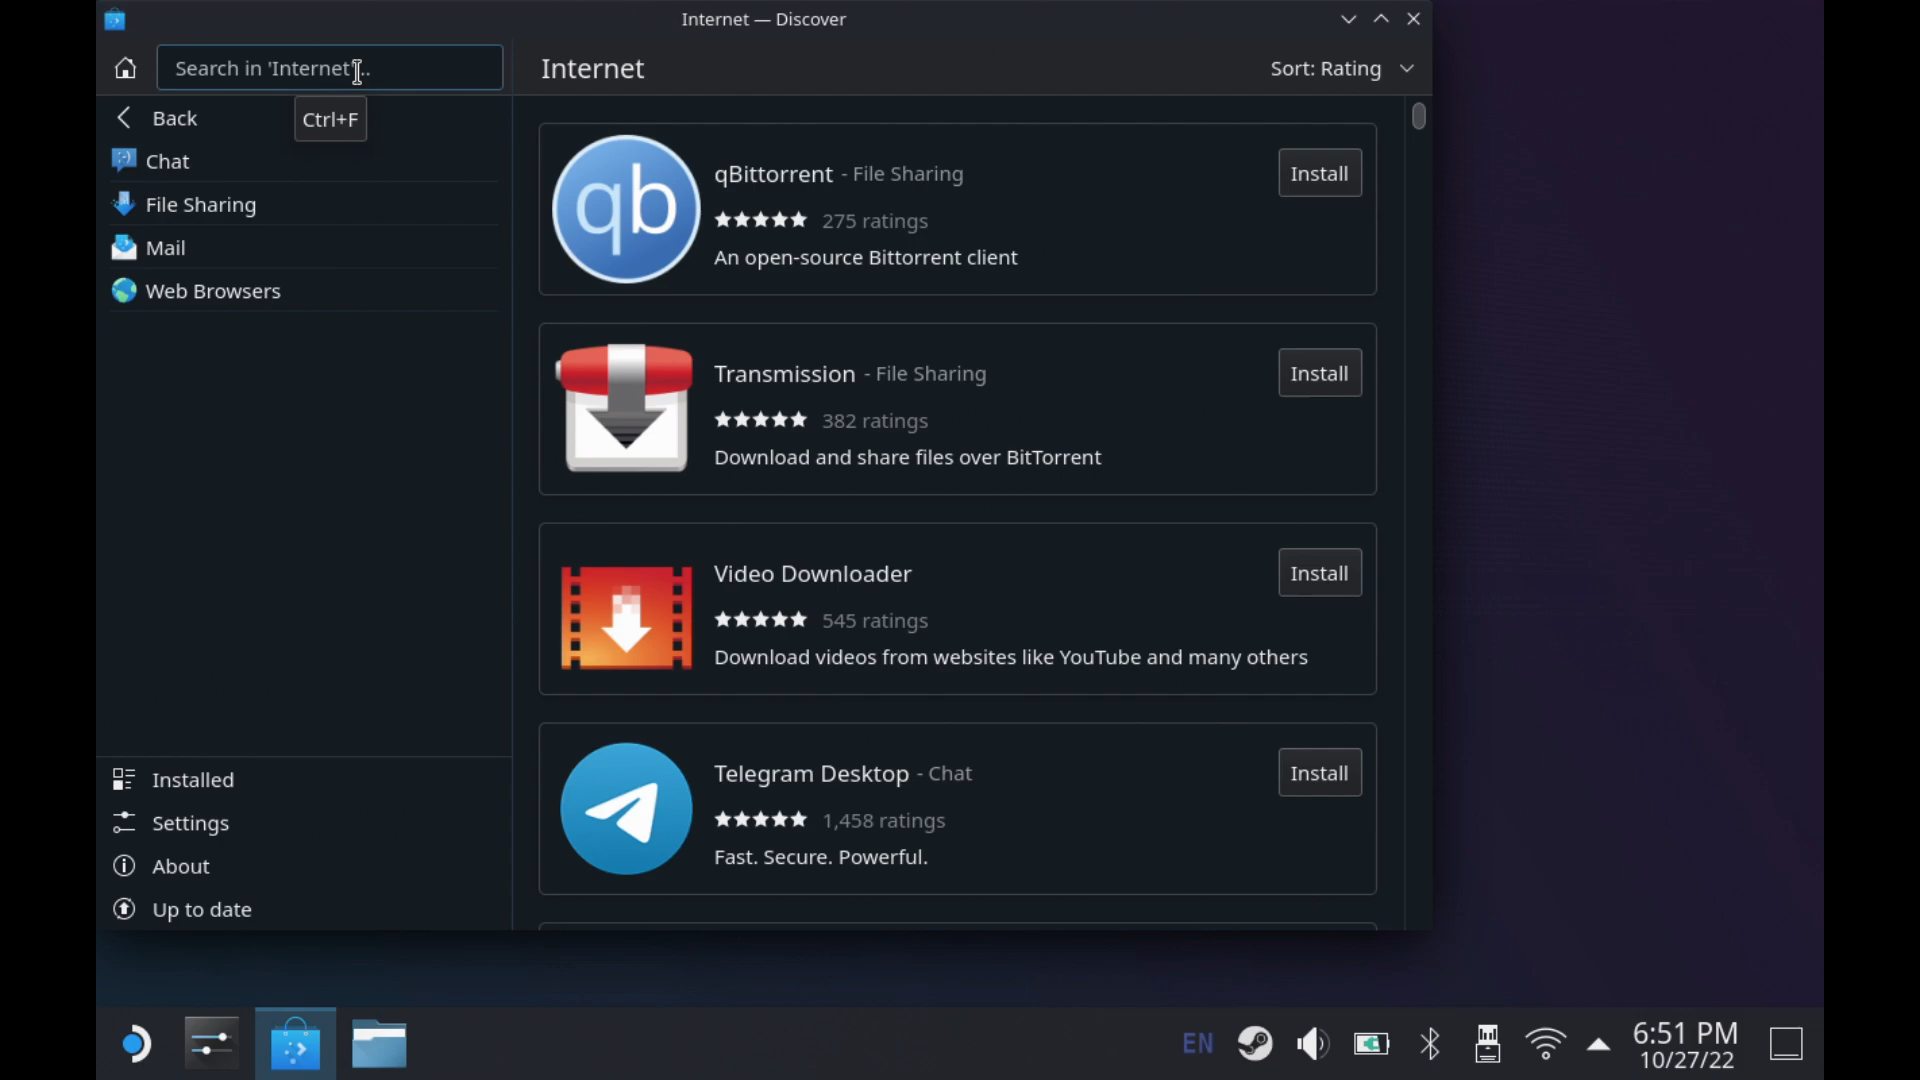 Internet — Discover
Search in 'Internet'...
Internet
Sort: Rating
Back
Ctrl+F
Chat
File Sharing
Mail
Web Browsers
qb
qBittorrent - File Sharing
Install
275 ratings
An open-source Bittorrent client
Transmission - File Sharing
Install
382 ratings
Download and share files over BitTorrent
Video Downloader
Install
545 ratings
Download videos from websites like YouTube and many others
Telegram Desktop - Chat
Install
1,458 ratings
Fast. Secure. Powerful.
Installed
Settings
About
Up to date
EN
6:51 PM
10/27/22